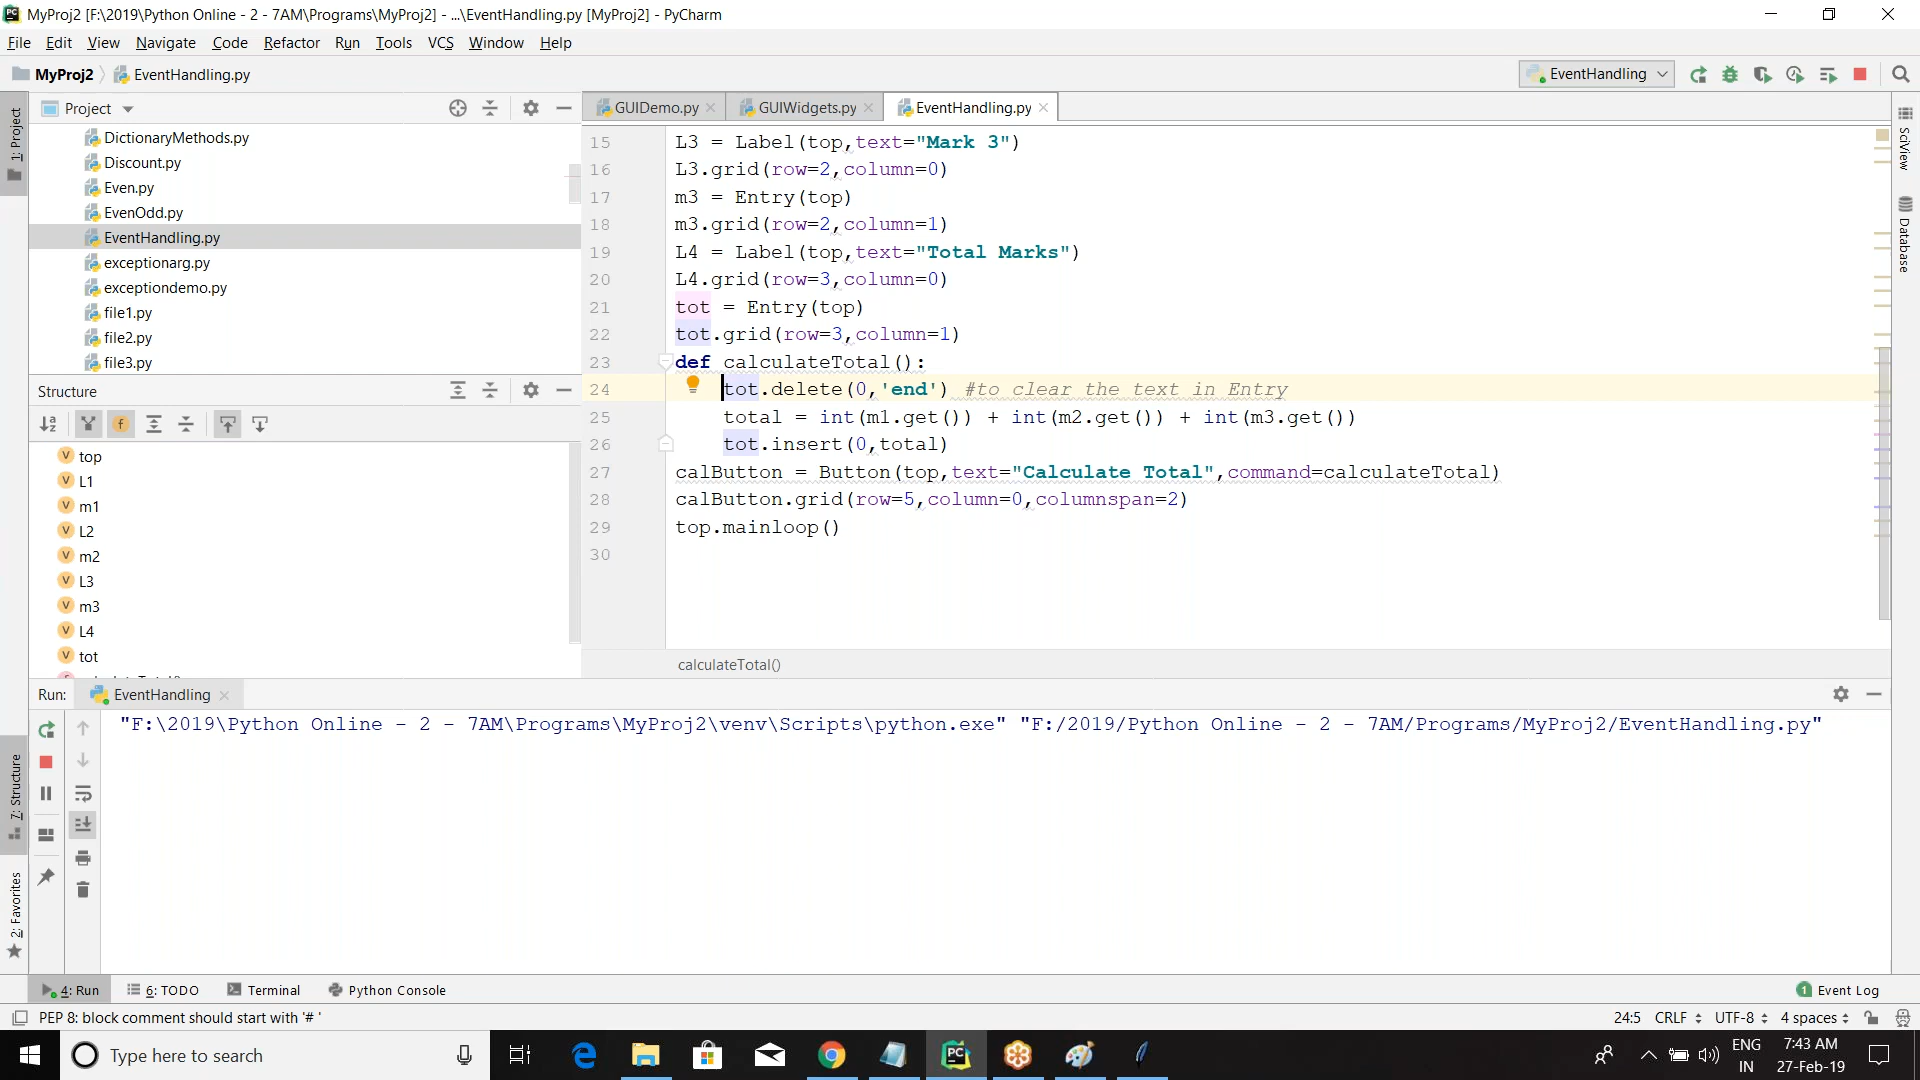 MyProj2 [F:\2019\Python Online - 2 - 7AM\Programs\MyProj2] - ...\EventHandling.py [MyProj2] - PyCharm
File Edit View Navigate Code Refactor Run Tools VCS Window Help
MyProj2 EventHandling.py
EventHandling
1: Project
Project
DictionaryMethods.py
Discount.py
Even.py
EvenOdd.py
EventHandling.py
exceptionarg.py
exceptiondemo.py
file1.py
file2.py
file3.py
Structure
top
L1
m1
L2
m2
L3
m3
L4
tot
GUIDemo.py GUIWidgets.py EventHandling.py
15 L3 = Label(top,text="Mark 3")
16 L3.grid(row=2,column=0)
17 m3 = Entry(top)
18 m3.grid(row=2,column=1)
19 L4 = Label(top,text="Total Marks")
20 L4.grid(row=3,column=0)
21 tot = Entry(top)
22 tot.grid(row=3,column=1)
23 def calculateTotal():
24 tot.delete(0,'end') #to clear the text in Entry
25 total = int(m1.get()) + int(m2.get()) + int(m3.get())
26 tot.insert(0,total)
27 calButton = Button(top,text="Calculate Total",command=calculateTotal)
28 calButton.grid(row=5,column=0,columnspan=2)
29 top.mainloop()
30
calculateTotal()
SciView
Database
Run: EventHandling
"F:\2019\Python Online - 2 - 7AM\Programs\MyProj2\venv\Scripts\python.exe" "F:/2019/Python Online - 2 - 7AM/Programs/MyProj2/EventHandling.py"
7: Structure
2: Favorites
4: Run 6: TODO Terminal Python Console
1 Event Log
PEP 8: block comment should start with '# '
24:5 CRLF UTF-8 4 spaces
Type here to search
ENG
IN
7:43 AM
27-Feb-19